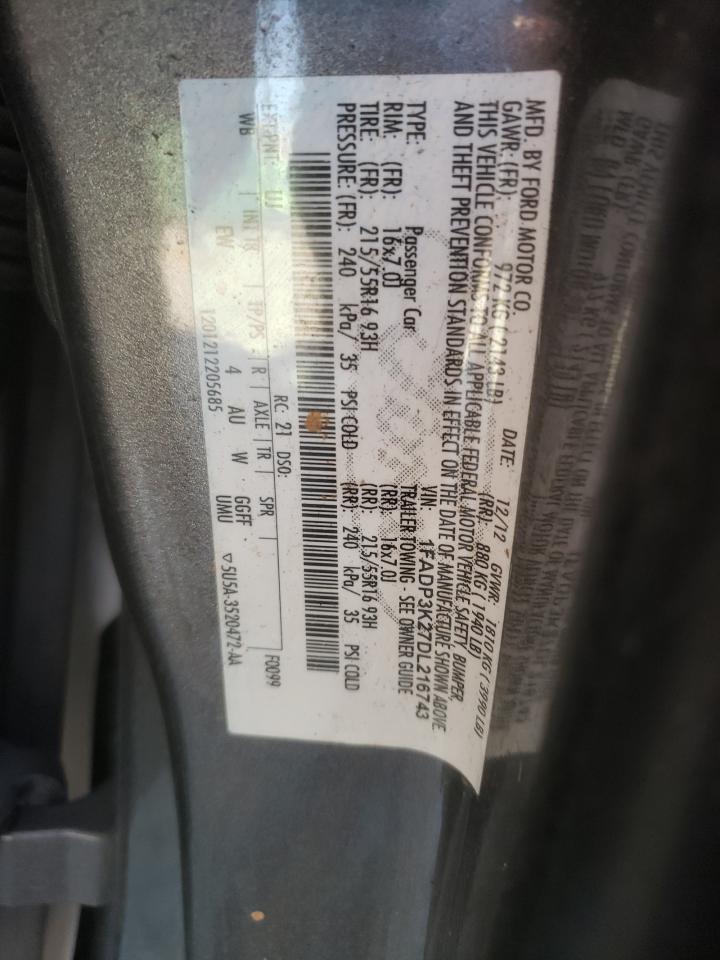 MFD. BY FORD MOTOR CO.
DATE: 12/12 GVWR: 1810 KG ( 3990 LB)
GAWR: (FR): 972 KG ( 2143 LB) (RR): 880 KG ( 1940 LB)
THIS VEHICLE CONFORMS TO ALL APPLICABLE FEDERAL MOTOR VEHICLE SAFETY, BUMPER,
AND THEFT PREVENTION STANDARDS IN EFFECT ON THE DATE OF MANUFACTURE SHOWN ABOVE
VIN: 1FADP3K27DL216743
TYPE: Passenger Car TRAILER TOWING - SEE OWNER GUIDE
RIM: (FR): 16x7.0J (RR): 16x7.0J
TIRE: (FR): 215/55R16 93H (RR): 215/55R16 93H
PRESSURE: (FR): 240 kPa/ 35 PSI COLD (RR): 240 kPa/ 35 PSI COLD
EXT PNT: UJ RC: 21 DSO: F0099
WB INT TR TP/PS R AXLE TR SPR
EW 4 AU W GGFF
UMU
1201212205685 ▽5U5A-3520472-AA